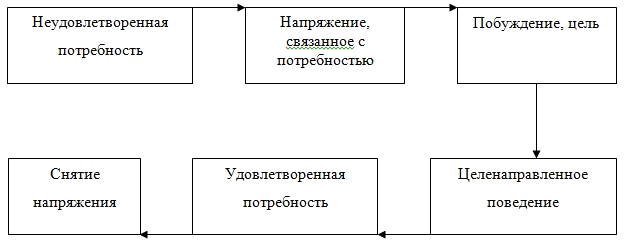 Неудовлетворенная
потребность
Напряжение,
связанное с
потребностью
Побуждение, цель
Целенаправленное
поведение
Удовлетворенная
потребность
Снятие
напряжения